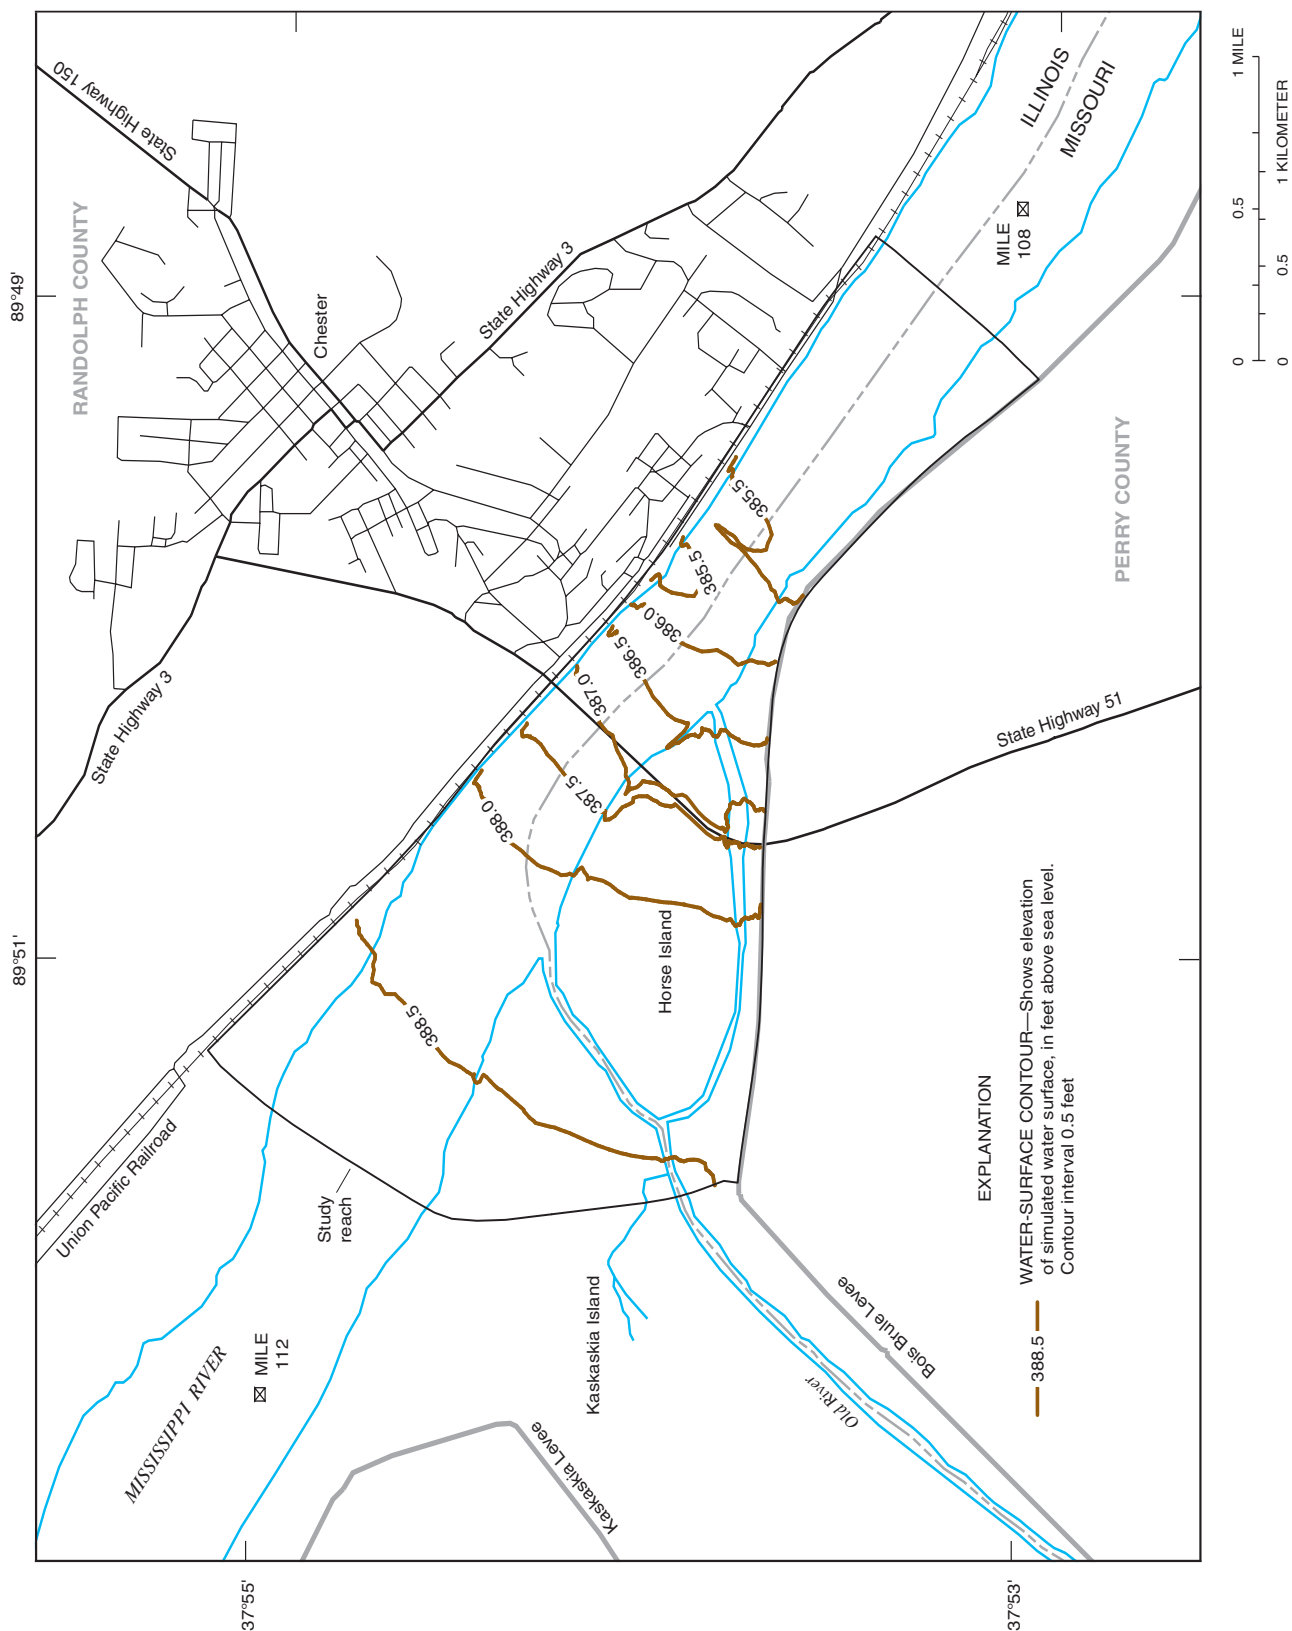 89°51'
89°49'
37°55'
37°53'
RANDOLPH COUNTY
State Highway 150
Chester
State Highway 3
State Highway 3
Union Pacific Railroad
MISSISSIPPI RIVER
MILE
112
Study
reach
388.5
388.0
387.5
387.0
386.5
386.0
385.5
385.5
ILLINOIS
MISSOURI
MILE
108
Horse Island
Kaskaskia Island
Kaskaskia Levee
Old River
Bois Brule Levee
State Highway 51
PERRY COUNTY
EXPLANATION
388.5
WATER-SURFACE CONTOUR—Shows elevation
of simulated water surface, in feet above sea level.
Contour interval 0.5 feet
0 0.5 1 MILE
0 0.5 1 KILOMETER